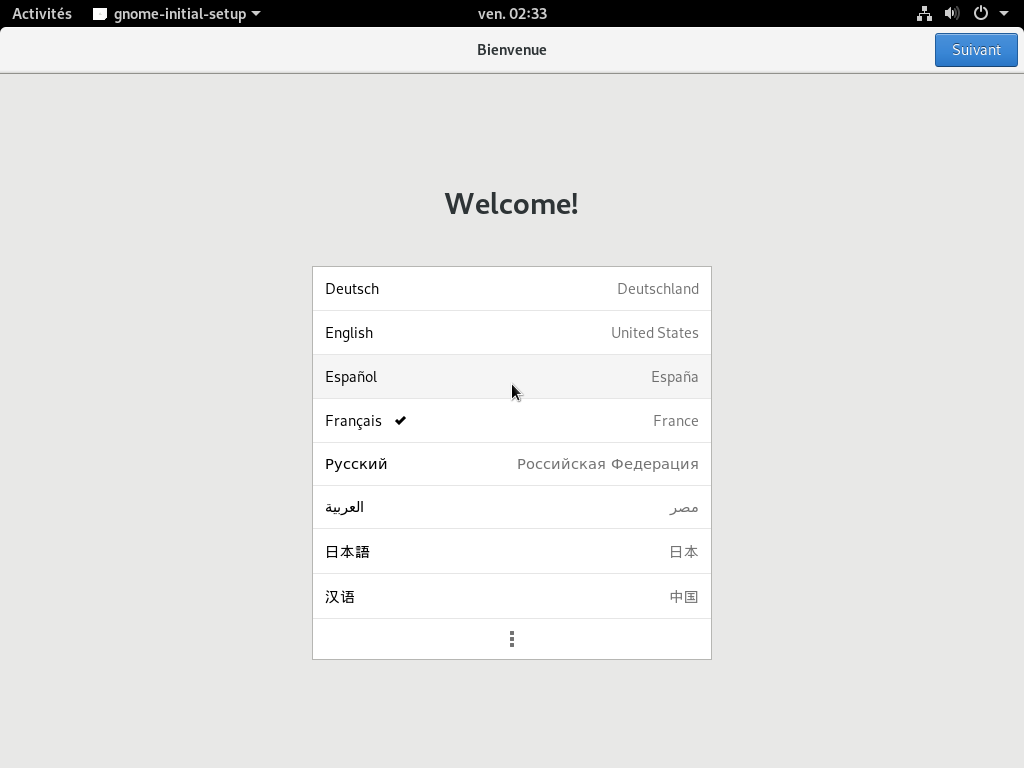 Activités gnome-initial-setup ven. 02:33
Bienvenue Suivant
Welcome!
Deutsch Deutschland
English United States
Español España
Français France
Русский Российская Федерация
العربية مصر
日本語 日本
汉语 中国